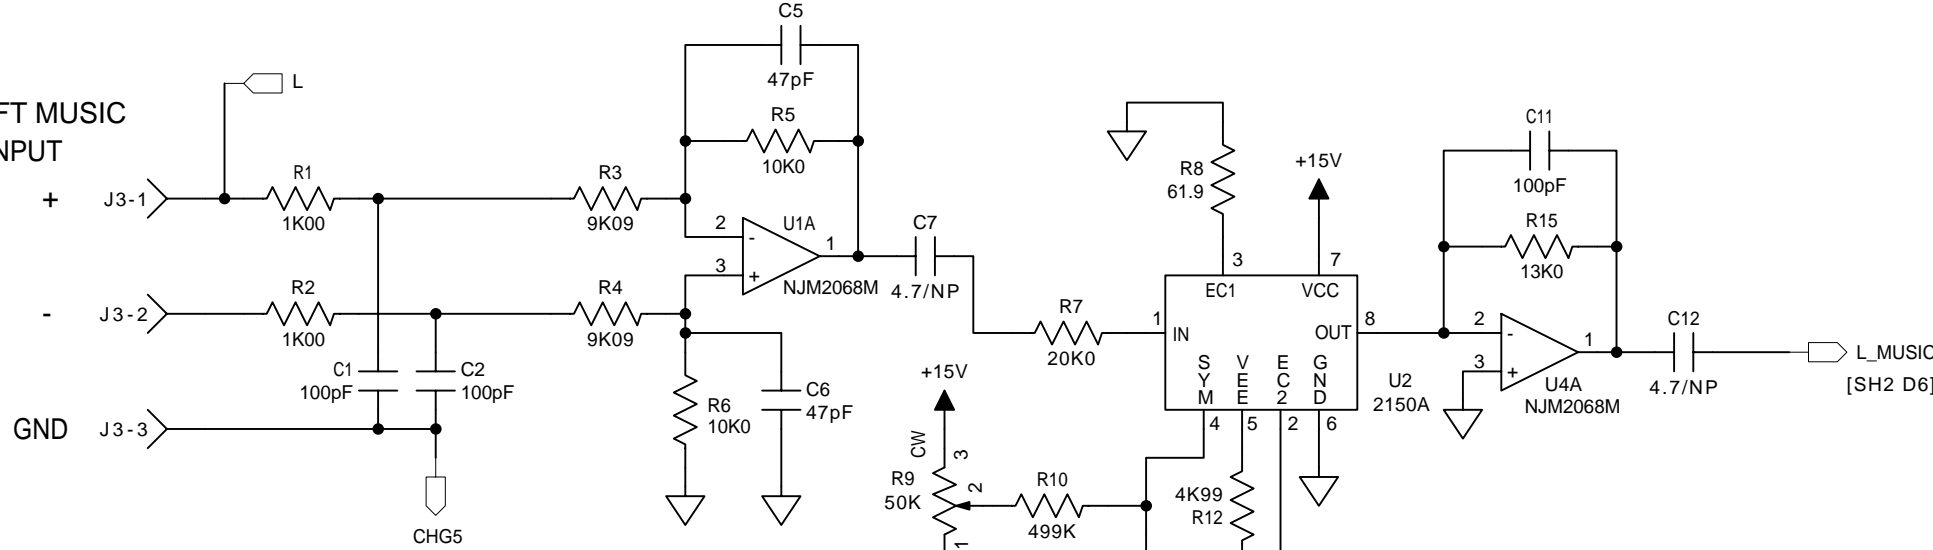 C5
47pF
L
FT MUSIC
NPUT
R5
10K0
C11
100pF
+15V
R8
61.9
+ J3-1
R1
1K00
R3
9K09
U1A
2
-
1
3
+
NJM2068M
C7
4.7/NP
3
7
EC1
VCC
R15
13K0
- J3-2
R2
1K00
R4
9K09
R7
20K0
1
IN
OUT
8
2
-
1
3
+
U4A
NJM2068M
C12
4.7/NP
L_MUSIC
[SH2 D6]
C1
100pF
C2
100pF
SYM
VEE
EC2
GND
U2
2150A
+15V
C6
47pF
R6
10K0
4
5
2
6
GND J3-3
CW
3
R9
50K
2
R10
499K
4K99
R12
1
CHG5